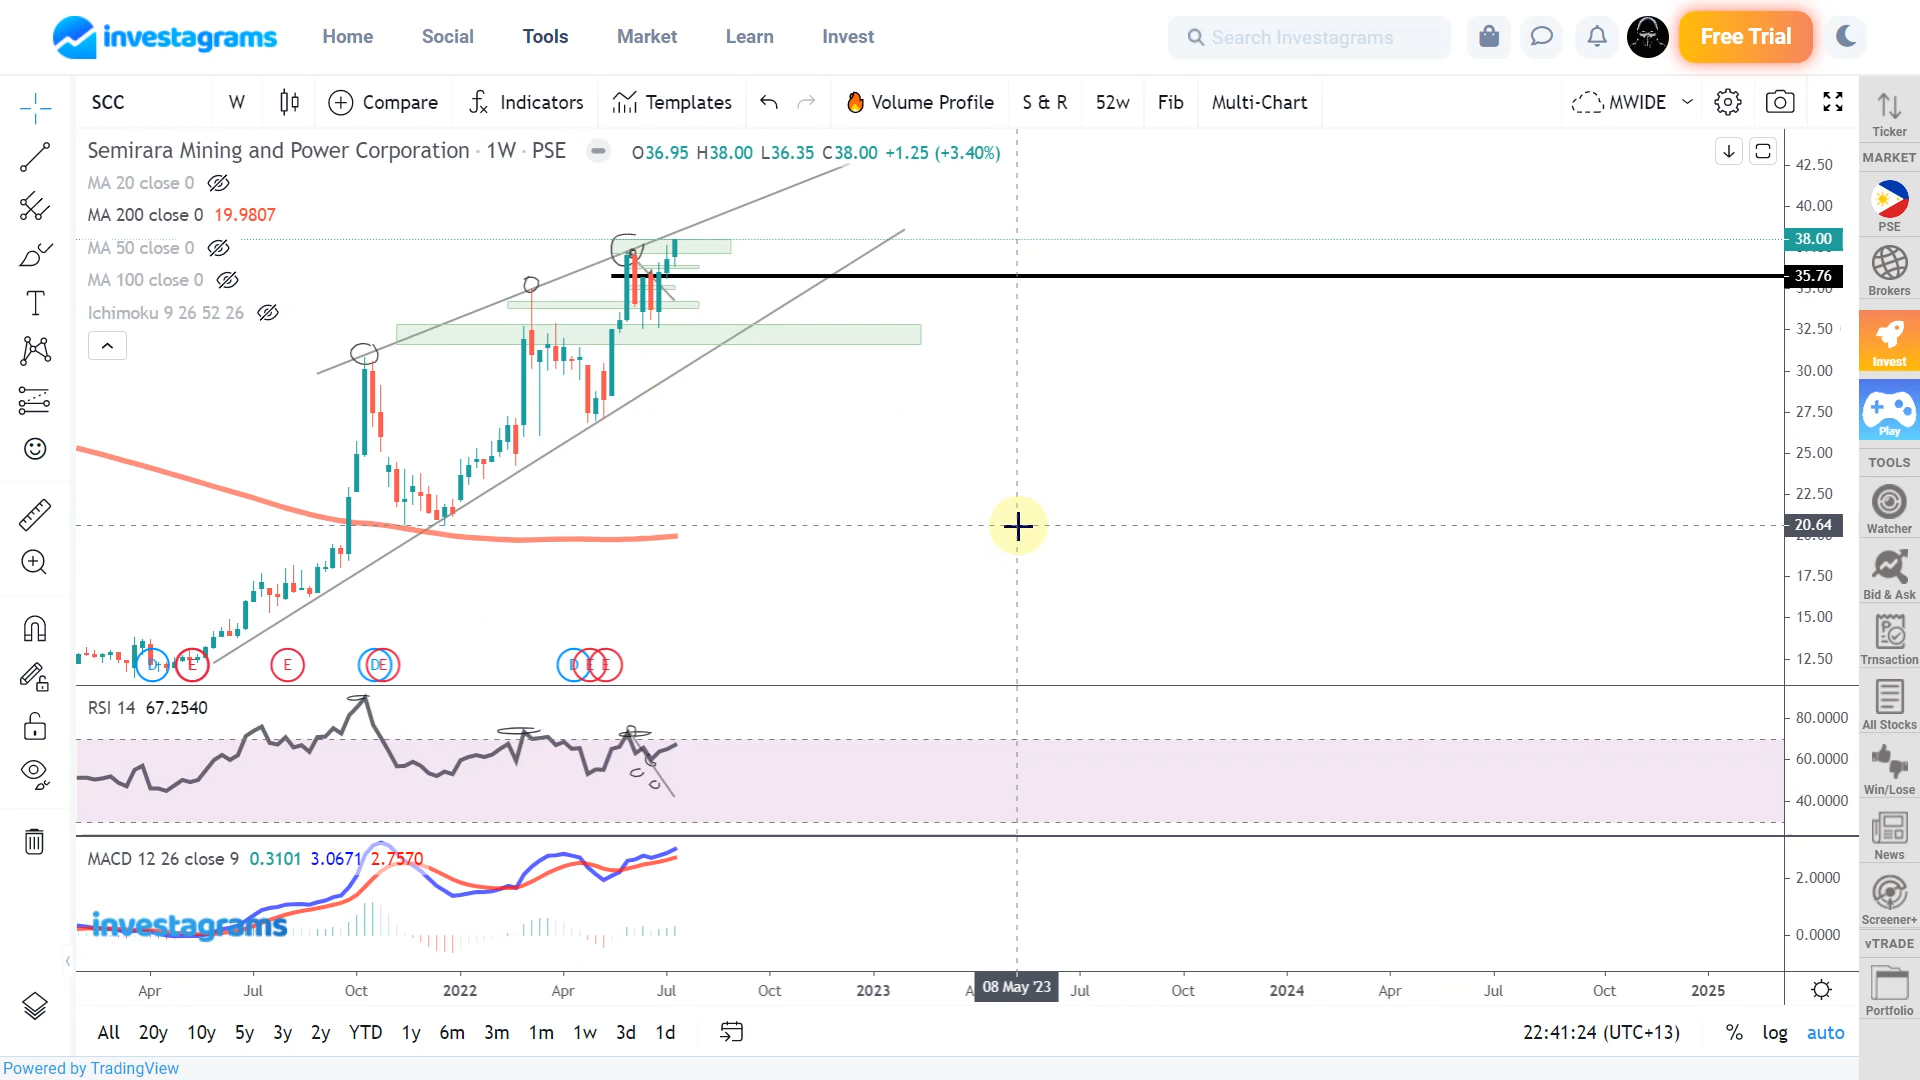 investagrams
Home
Social
Tools
Market
Learn
Invest
Search Investagrams
Free Trial
SCC
W
Compare
Indicators
Templates
Volume Profile
S & R
52w
Fib
Multi-Chart
MWIDE
Semirara Mining and Power Corporation · 1W · PSE
O36.95 H38.00 L36.35 C38.00 +1.25 (+3.40%)
MA 20 close 0
MA 200 close 0 19.9807
MA 50 close 0
MA 100 close 0
Ichimoku 9 26 52 26
42.50
40.00
38.00
35.76
35.00
32.50
30.00
27.50
25.00
22.50
20.64
20.00
17.50
15.00
12.50
D
E
E
D
E
D
E
E
RSI 14 67.2540
80.0000
60.0000
40.0000
MACD 12 26 close 9 0.3101 3.0671 2.7570
2.0000
0.0000
investagrams
Apr
Jul
Oct
2022
Apr
Jul
Oct
2023
08 May '23
Jul
Oct
2024
Apr
Jul
Oct
2025
All
20y
10y
5y
3y
2y
YTD
1y
6m
3m
1m
1w
3d
1d
22:41:24 (UTC+13)
%
log
auto
Powered by TradingView
Ticker
MARKET
PSE
Brokers
Invest
Play
TOOLS
Watcher
Bid & Ask
Trnsaction
All Stocks
Win/Lose
News
Screener+
vTRADE
Portfolio